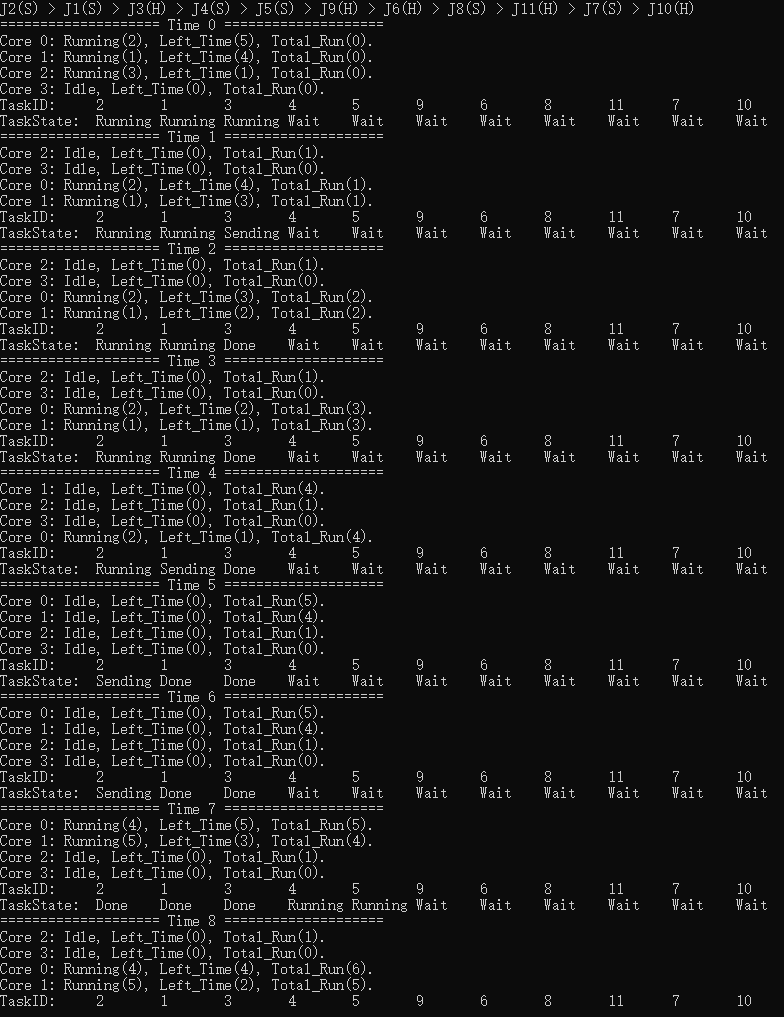 J2(S) > J1(S) > J3(H) > J4(S) > J5(S) > J9(H) > J6(H) > J8(S) > J11(H) > J7(S) > J10(H)
==================== Time 0 ====================
Core 0: Running(2), Left_Time(5), Total_Run(0).
Core 1: Running(1), Left_Time(4), Total_Run(0).
Core 2: Running(3), Left_Time(1), Total_Run(0).
Core 3: Idle, Left_Time(0), Total_Run(0).
TaskID: 2 1 3 4 5 9 6 8 11 7 10
TaskState: Running Running Running Wait Wait Wait Wait Wait Wait Wait Wait
==================== Time 1 ====================
Core 2: Idle, Left_Time(0), Total_Run(1).
Core 3: Idle, Left_Time(0), Total_Run(0).
Core 0: Running(2), Left_Time(4), Total_Run(1).
Core 1: Running(1), Left_Time(3), Total_Run(1).
TaskID: 2 1 3 4 5 9 6 8 11 7 10
TaskState: Running Running Sending Wait Wait Wait Wait Wait Wait Wait Wait
==================== Time 2 ====================
Core 2: Idle, Left_Time(0), Total_Run(1).
Core 3: Idle, Left_Time(0), Total_Run(0).
Core 0: Running(2), Left_Time(3), Total_Run(2).
Core 1: Running(1), Left_Time(2), Total_Run(2).
TaskID: 2 1 3 4 5 9 6 8 11 7 10
TaskState: Running Running Done Wait Wait Wait Wait Wait Wait Wait Wait
==================== Time 3 ====================
Core 2: Idle, Left_Time(0), Total_Run(1).
Core 3: Idle, Left_Time(0), Total_Run(0).
Core 0: Running(2), Left_Time(2), Total_Run(3).
Core 1: Running(1), Left_Time(1), Total_Run(3).
TaskID: 2 1 3 4 5 9 6 8 11 7 10
TaskState: Running Running Done Wait Wait Wait Wait Wait Wait Wait Wait
==================== Time 4 ====================
Core 1: Idle, Left_Time(0), Total_Run(4).
Core 2: Idle, Left_Time(0), Total_Run(1).
Core 3: Idle, Left_Time(0), Total_Run(0).
Core 0: Running(2), Left_Time(1), Total_Run(4).
TaskID: 2 1 3 4 5 9 6 8 11 7 10
TaskState: Running Sending Done Wait Wait Wait Wait Wait Wait Wait Wait
==================== Time 5 ====================
Core 0: Idle, Left_Time(0), Total_Run(5).
Core 1: Idle, Left_Time(0), Total_Run(4).
Core 2: Idle, Left_Time(0), Total_Run(1).
Core 3: Idle, Left_Time(0), Total_Run(0).
TaskID: 2 1 3 4 5 9 6 8 11 7 10
TaskState: Sending Done Done Wait Wait Wait Wait Wait Wait Wait Wait
==================== Time 6 ====================
Core 0: Idle, Left_Time(0), Total_Run(5).
Core 1: Idle, Left_Time(0), Total_Run(4).
Core 2: Idle, Left_Time(0), Total_Run(1).
Core 3: Idle, Left_Time(0), Total_Run(0).
TaskID: 2 1 3 4 5 9 6 8 11 7 10
TaskState: Sending Done Done Wait Wait Wait Wait Wait Wait Wait Wait
==================== Time 7 ====================
Core 0: Running(4), Left_Time(5), Total_Run(5).
Core 1: Running(5), Left_Time(3), Total_Run(4).
Core 2: Idle, Left_Time(0), Total_Run(1).
Core 3: Idle, Left_Time(0), Total_Run(0).
TaskID: 2 1 3 4 5 9 6 8 11 7 10
TaskState: Done Done Done Running Running Wait Wait Wait Wait Wait Wait
==================== Time 8 ====================
Core 2: Idle, Left_Time(0), Total_Run(1).
Core 3: Idle, Left_Time(0), Total_Run(0).
Core 0: Running(4), Left_Time(4), Total_Run(6).
Core 1: Running(5), Left_Time(2), Total_Run(5).
TaskID: 2 1 3 4 5 9 6 8 11 7 10